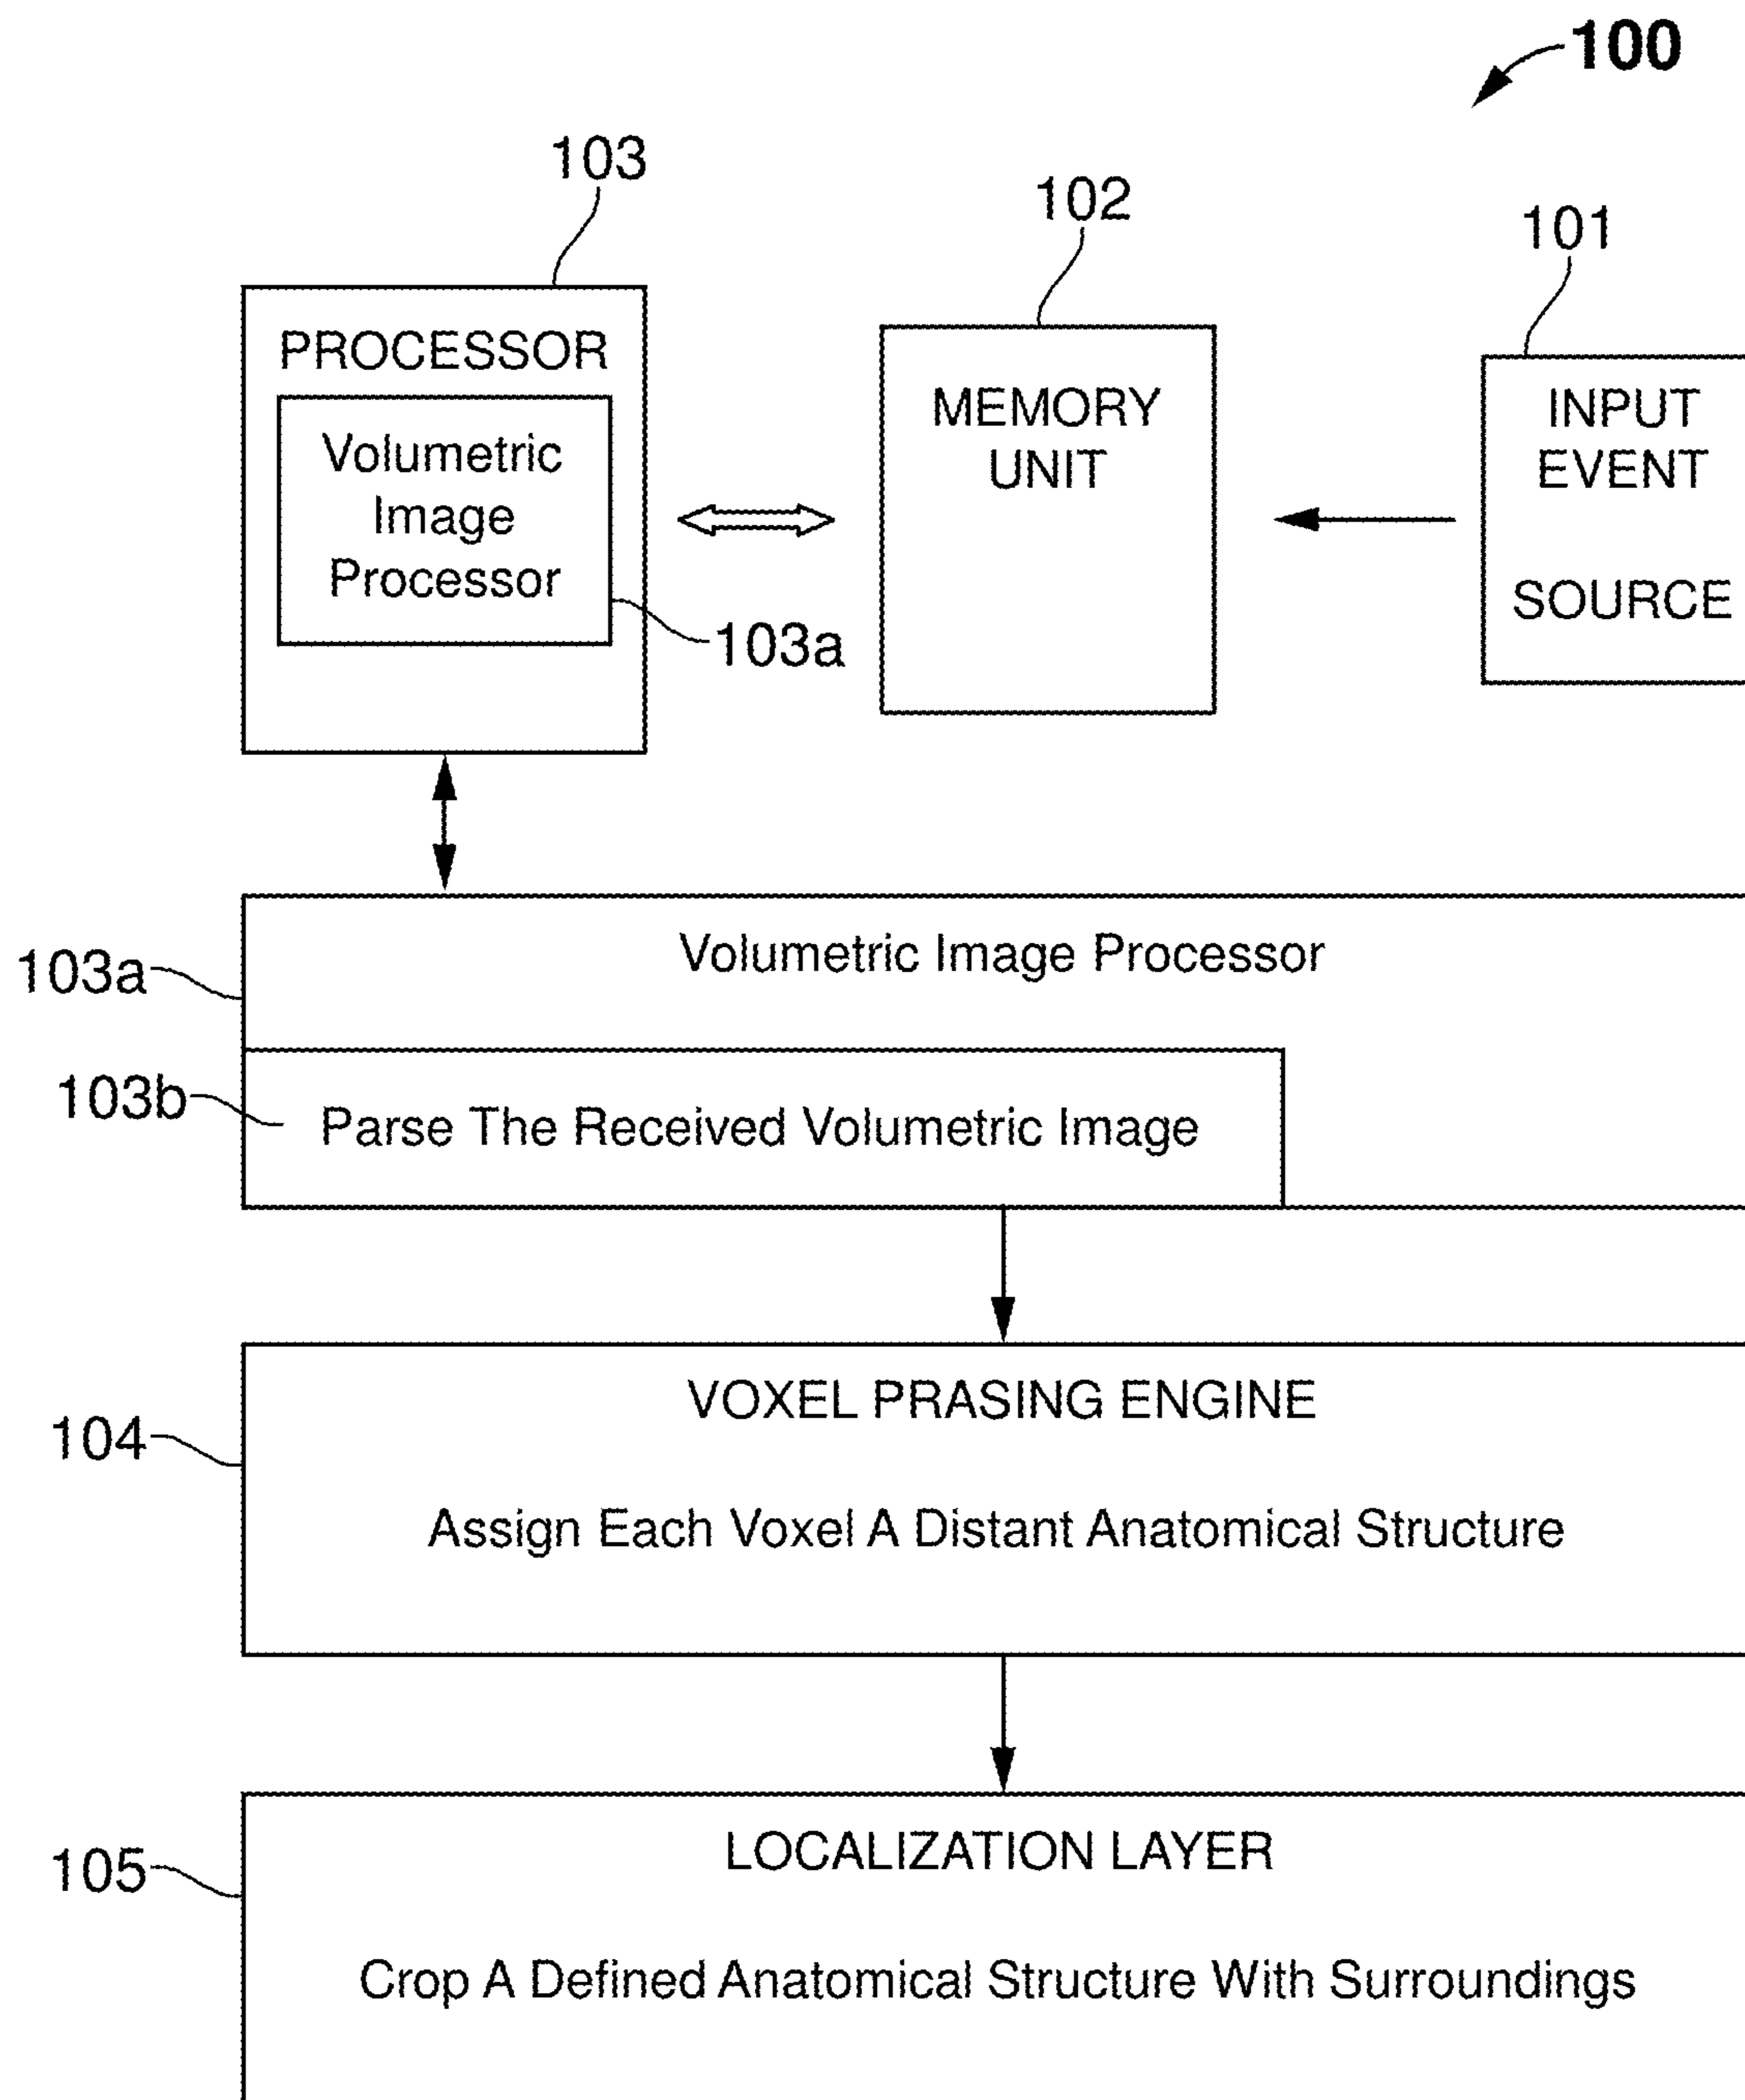 100
103
102
101
PROCESSOR
Volumetric
Image
Processor
103a
MEMORY
UNIT
INPUT
EVENT
SOURCE
103a
Volumetric Image Processor
103b
Parse The Received Volumetric Image
104
VOXEL PRASING ENGINE
Assign Each Voxel A Distant Anatomical Structure
105
LOCALIZATION LAYER
Crop A Defined Anatomical Structure With Surroundings